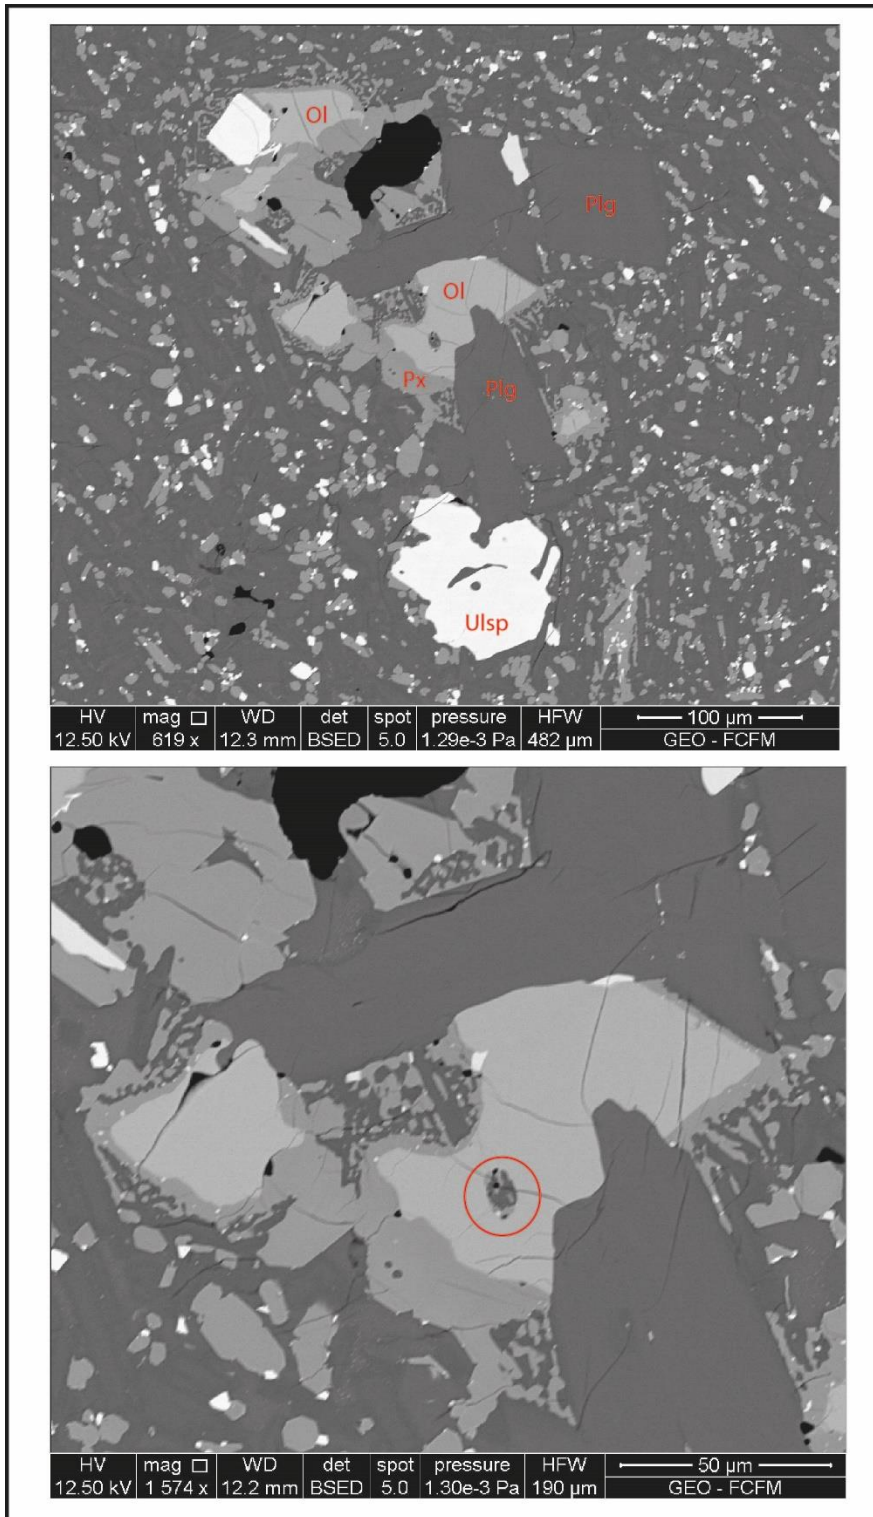 Ol
Plg
Ol
Px
Plg
Ulsp
HV mag □ WD det spot pressure HFW 100 µm
12.50 kV 619 x 12.3 mm BSED 5.0 1.29e-3 Pa 482 µm GEO - FCFM
HV mag □ WD det spot pressure HFW 50 µm
12.50 kV 1 574 x 12.2 mm BSED 5.0 1.30e-3 Pa 190 µm GEO - FCFM